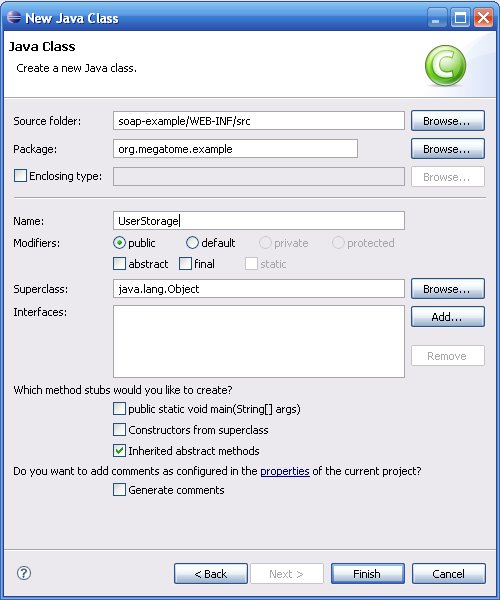 New Java Class
Java Class
Create a new Java class.
C
Source folder: soap-example/WEB-INF/src Browse...
Package: org.megatome.example Browse...
Enclosing type: Browse...
Name: UserStorage
Modifiers: public default private protected
abstract final static
Superclass: java.lang.Object Browse...
Interfaces: Add...
Remove
Which method stubs would you like to create?
public static void main(String[] args)
Constructors from superclass
Inherited abstract methods
Do you want to add comments as configured in the properties of the current project?
Generate comments
? < Back Next > Finish Cancel